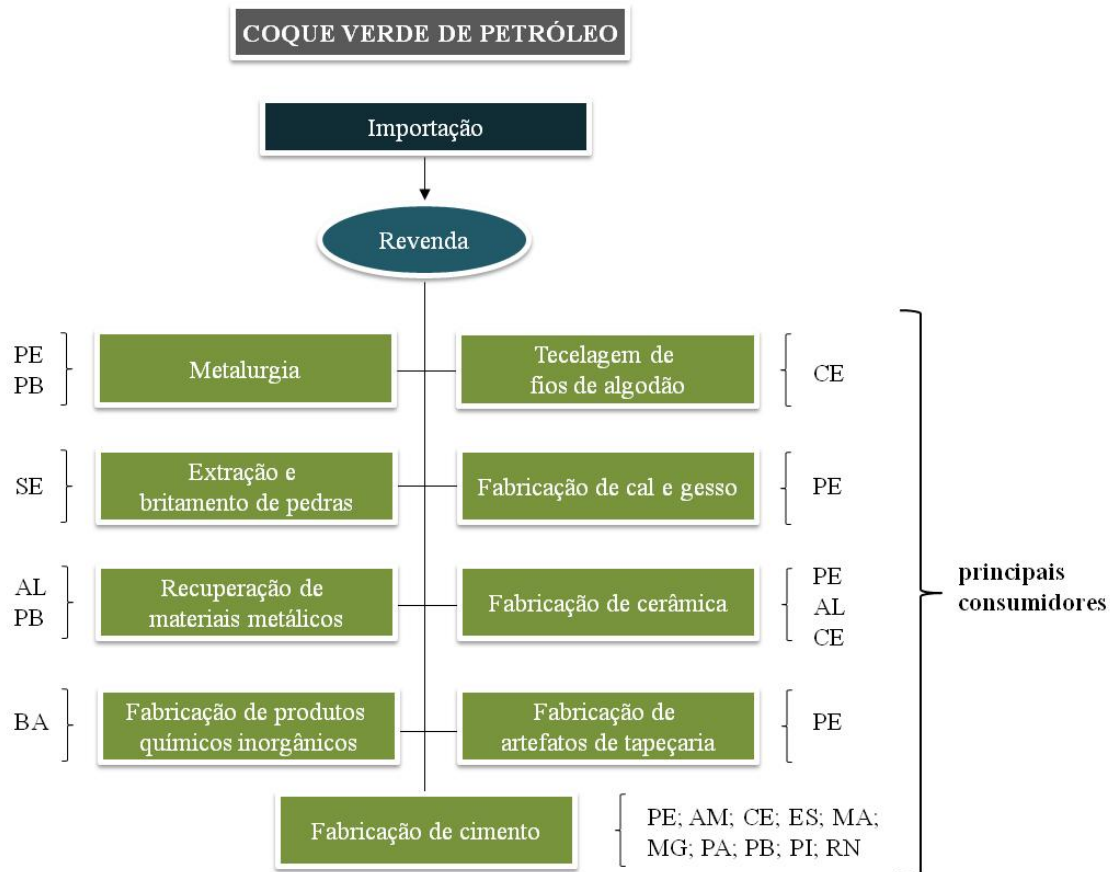 COQUE VERDE DE PETRÓLEO
Importação
Revenda
PE
PB
Metalurgia
Tecelagem de
fios de algodão
CE
SE
Extração e
britamento de pedras
Fabricação de cal e gesso
PE
AL
PB
Recuperação de
materiais metálicos
Fabricação de cerâmica
PE
AL
CE
principais
consumidores
BA
Fabricação de produtos
químicos inorgânicos
Fabricação de
artefatos de tapeçaria
PE
Fabricação de cimento
PE; AM; CE; ES; MA;
MG; PA; PB; PI; RN